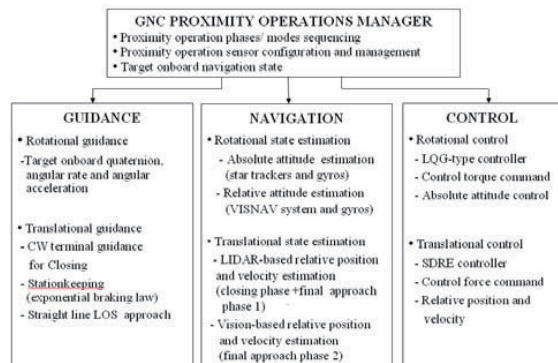 GNC PROXIMITY OPERATIONS MANAGER
• Proximity operation phases/ modes sequencing
• Proximity operation sensor configuration and management
• Target onboard navigation state
GUIDANCE
• Rotational guidance
-Target onboard quaternion,
angular rate and angular
acceleration
• Translational guidance
- CW terminal guidance
for Closing
- Stationkeeping
(exponential braking law)
- Straight line LOS approach
NAVIGATION
• Rotational state estimation
- Absolute attitude estimation
(star trackers and gyros)
- Relative attitude estimation
(VISNAV system and gyros)
• Translational state estimation
- LIDAR-based relative position
and velocity estimation
(closing phase +final approach
phase 1)
- Vision-based relative position
and velocity estimation
(final approach phase 2)
CONTROL
• Rotational control
- LQG-type controller
- Control torque command
- Absolute attitude control
• Translational control
- SDRE controller
- Control force command
- Relative position and
velocity